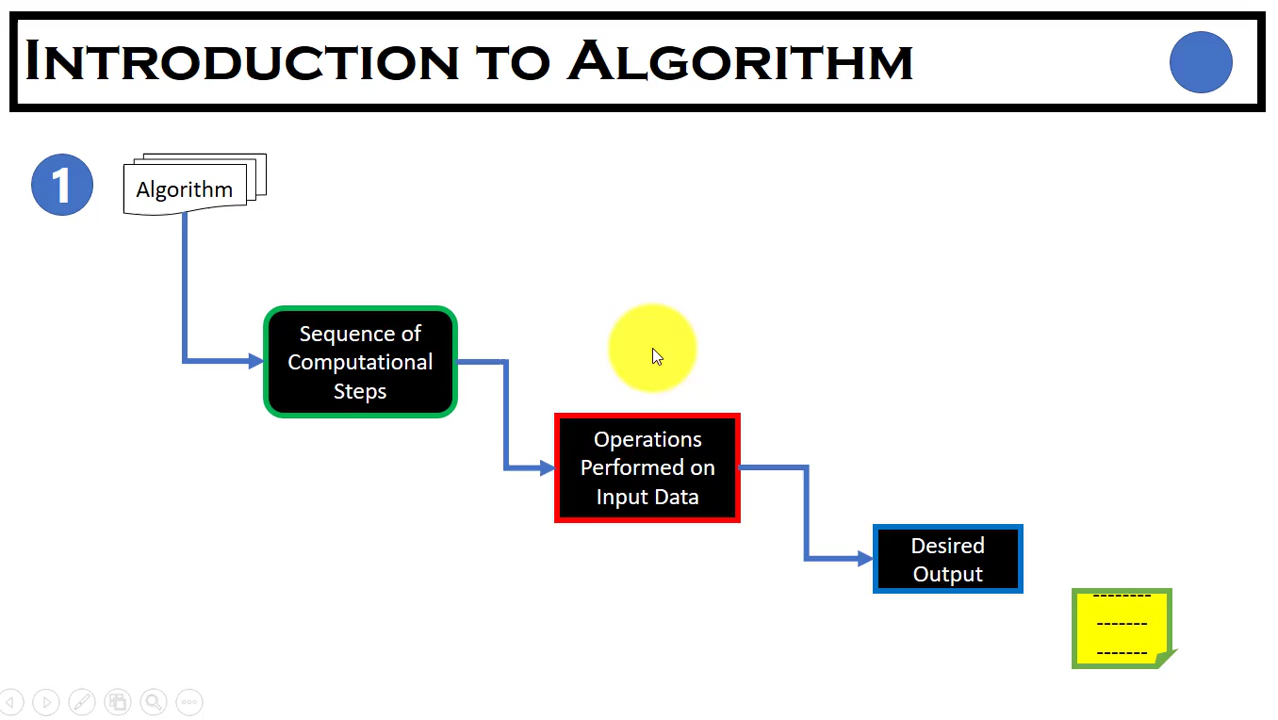 INTRODUCTION TO ALGORITHM
1
Algorithm
Sequence of
Computational
Steps
Operations
Performed on
Input Data
Desired
Output
--------
-------
-------